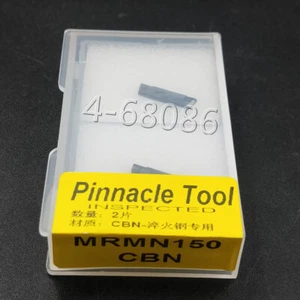 4-68086
Pinnacle Tool
INSPECTED
数量：2片
材质：CBN-淬火钢专用
MRMN150
CBN